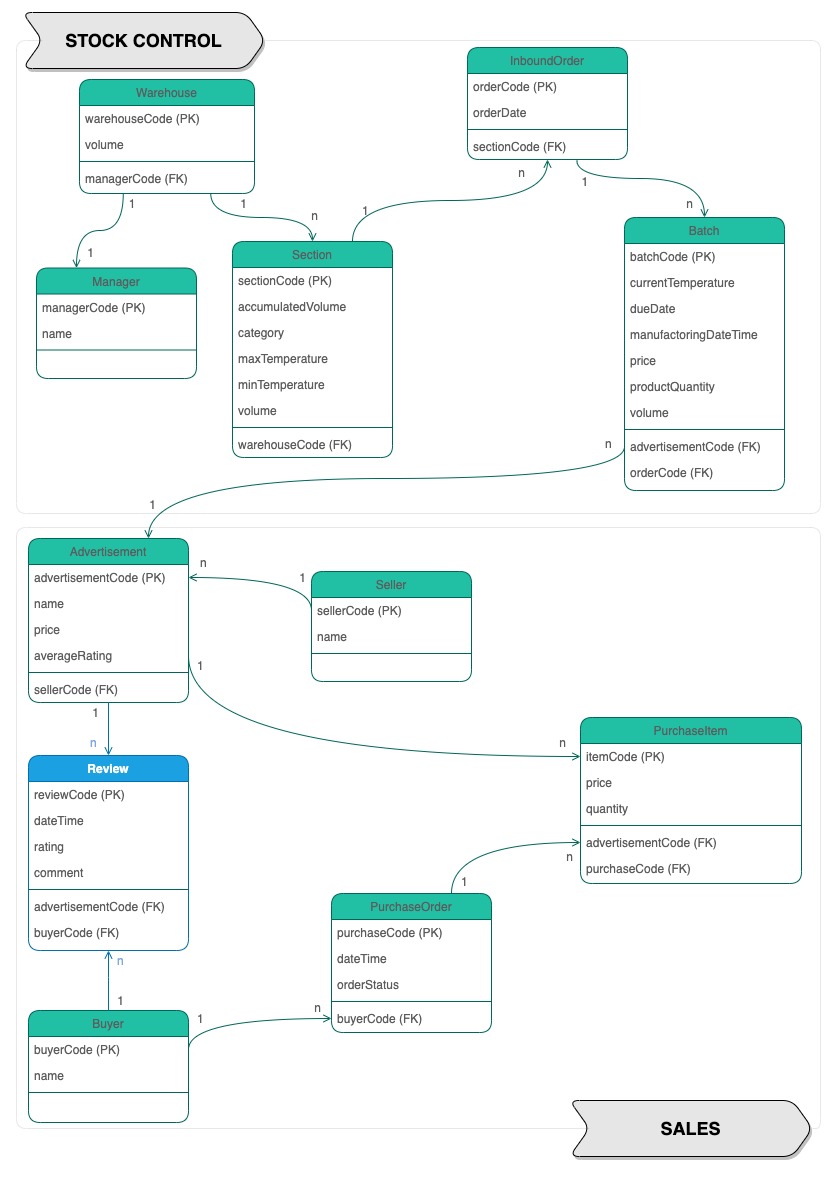 STOCK CONTROL
Warehouse
warehouseCode (PK)
volume
managerCode (FK)
1
1
1
n
Manager
managerCode (PK)
name
Section
sectionCode (PK)
accumulatedVolume
category
maxTemperature
minTemperature
volume
warehouseCode (FK)
1
n
InboundOrder
orderCode (PK)
orderDate
sectionCode (FK)
1
n
Batch
batchCode (PK)
currentTemperature
dueDate
manufactoringDateTime
price
productQuantity
volume
advertisementCode (FK)
orderCode (FK)
n
1
Advertisement
advertisementCode (PK)
name
price
averageRating
sellerCode (FK)
n
1
Seller
sellerCode (PK)
name
1
n
1
n
Review
reviewCode (PK)
dateTime
rating
comment
advertisementCode (FK)
buyerCode (FK)
n
1
PurchaseItem
itemCode (PK)
price
quantity
advertisementCode (FK)
purchaseCode (FK)
n
1
PurchaseOrder
purchaseCode (PK)
dateTime
orderStatus
buyerCode (FK)
n
1
Buyer
buyerCode (PK)
name
SALES